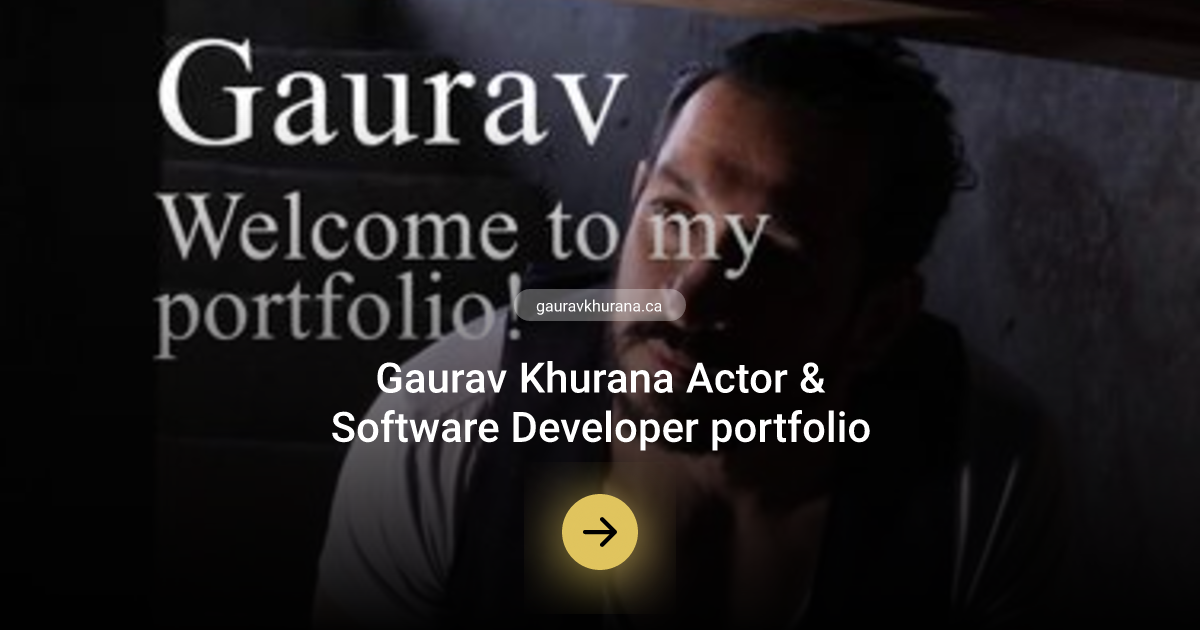 Gaurav
Welcome to my
portfolio!
gauravkhurana.ca
Gaurav Khurana Actor &
Software Developer portfolio